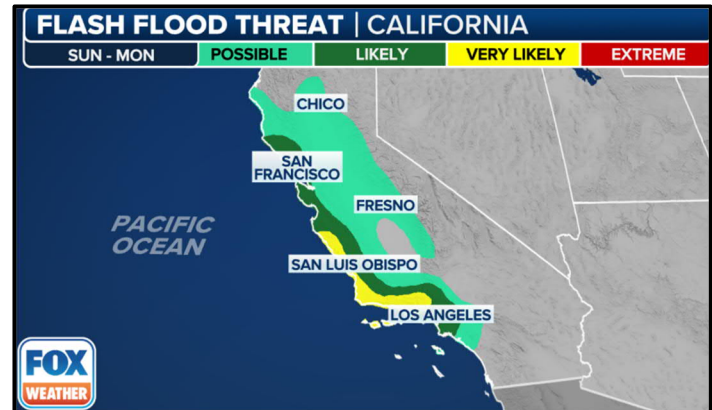 FLASH FLOOD THREAT | CALIFORNIA
SUN - MON POSSIBLE LIKELY VERY LIKELY EXTREME
CHICO
SAN
FRANCISCO
FRESNO
PACIFIC
OCEAN
SAN LUIS OBISPO
LOS ANGELES
FOX
WEATHER